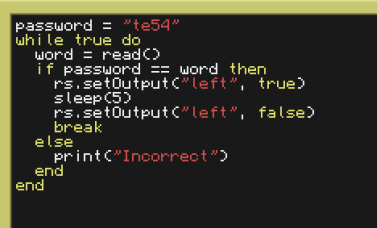 password = "te54"
while true do
  word = read()
  if password == word then
    rs.setOutput("left", true)
    sleep(5)
    rs.setOutput("left", false)
    break
  else
    print("Incorrect")
  end
end